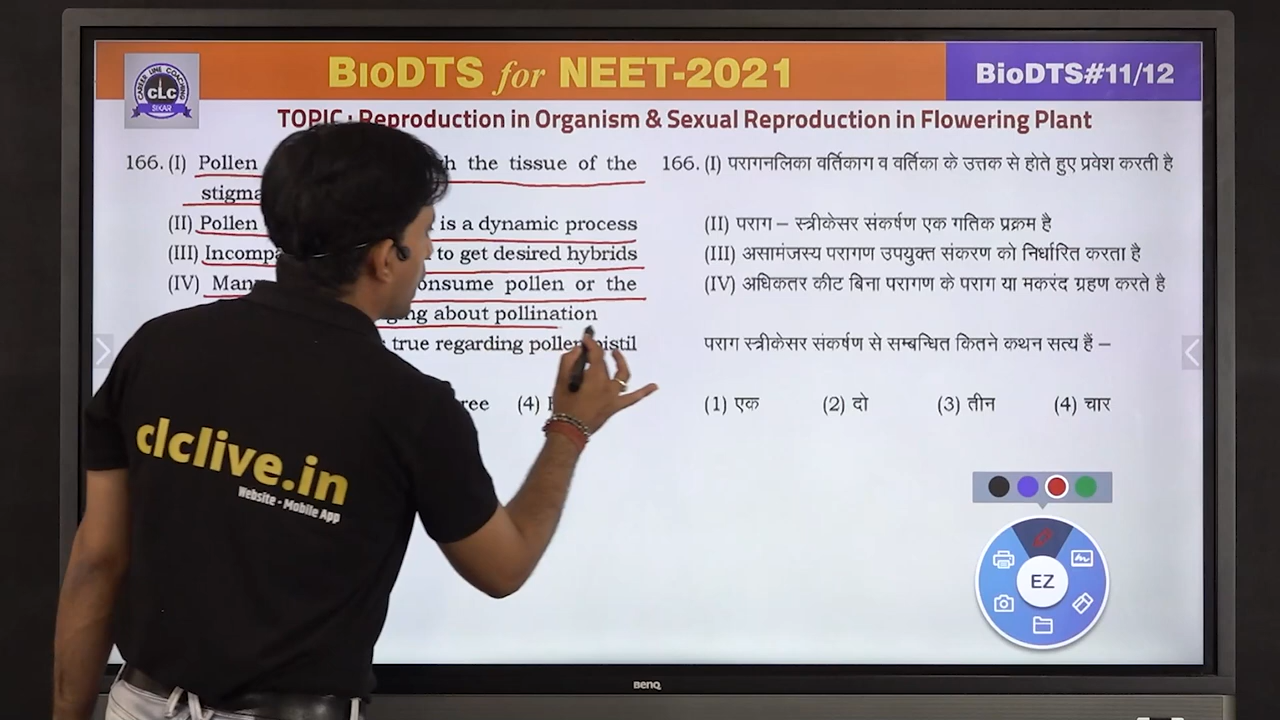 BIODTS for NEET-2021
BIODTS#11/12
CAREER LINE COACHING
CLC
SIKAR
TOPIC : Reproduction in Organism & Sexual Reproduction in Flowering Plant
166. (I) Pollen the tissue of the
stigma
(II) Pollen is a dynamic process
(III) to get desired hybrids
(IV) consume pollen or the
about pollination
true regarding pollen pistil
(4)
166. (I) परागनलिका वर्तिकाग व वर्तिका के उत्तक से होते हुए प्रवेश करती है
(II) पराग – स्त्रीकेसर संकर्षण एक गतिक प्रक्रम है
(III) असामंजस्य परागण उपयुक्त संकरण को निर्धारित करता है
(IV) अधिकतर कीट बिना परागण के पराग या मकरंद ग्रहण करते है
पराग स्त्रीकेसर संकर्षण से सम्बन्धित कितने कथन सत्य हैं –
(1) एक (2) दो (3) तीन (4) चार
clclive.in
Website - Mobile App
EZ
BenQ